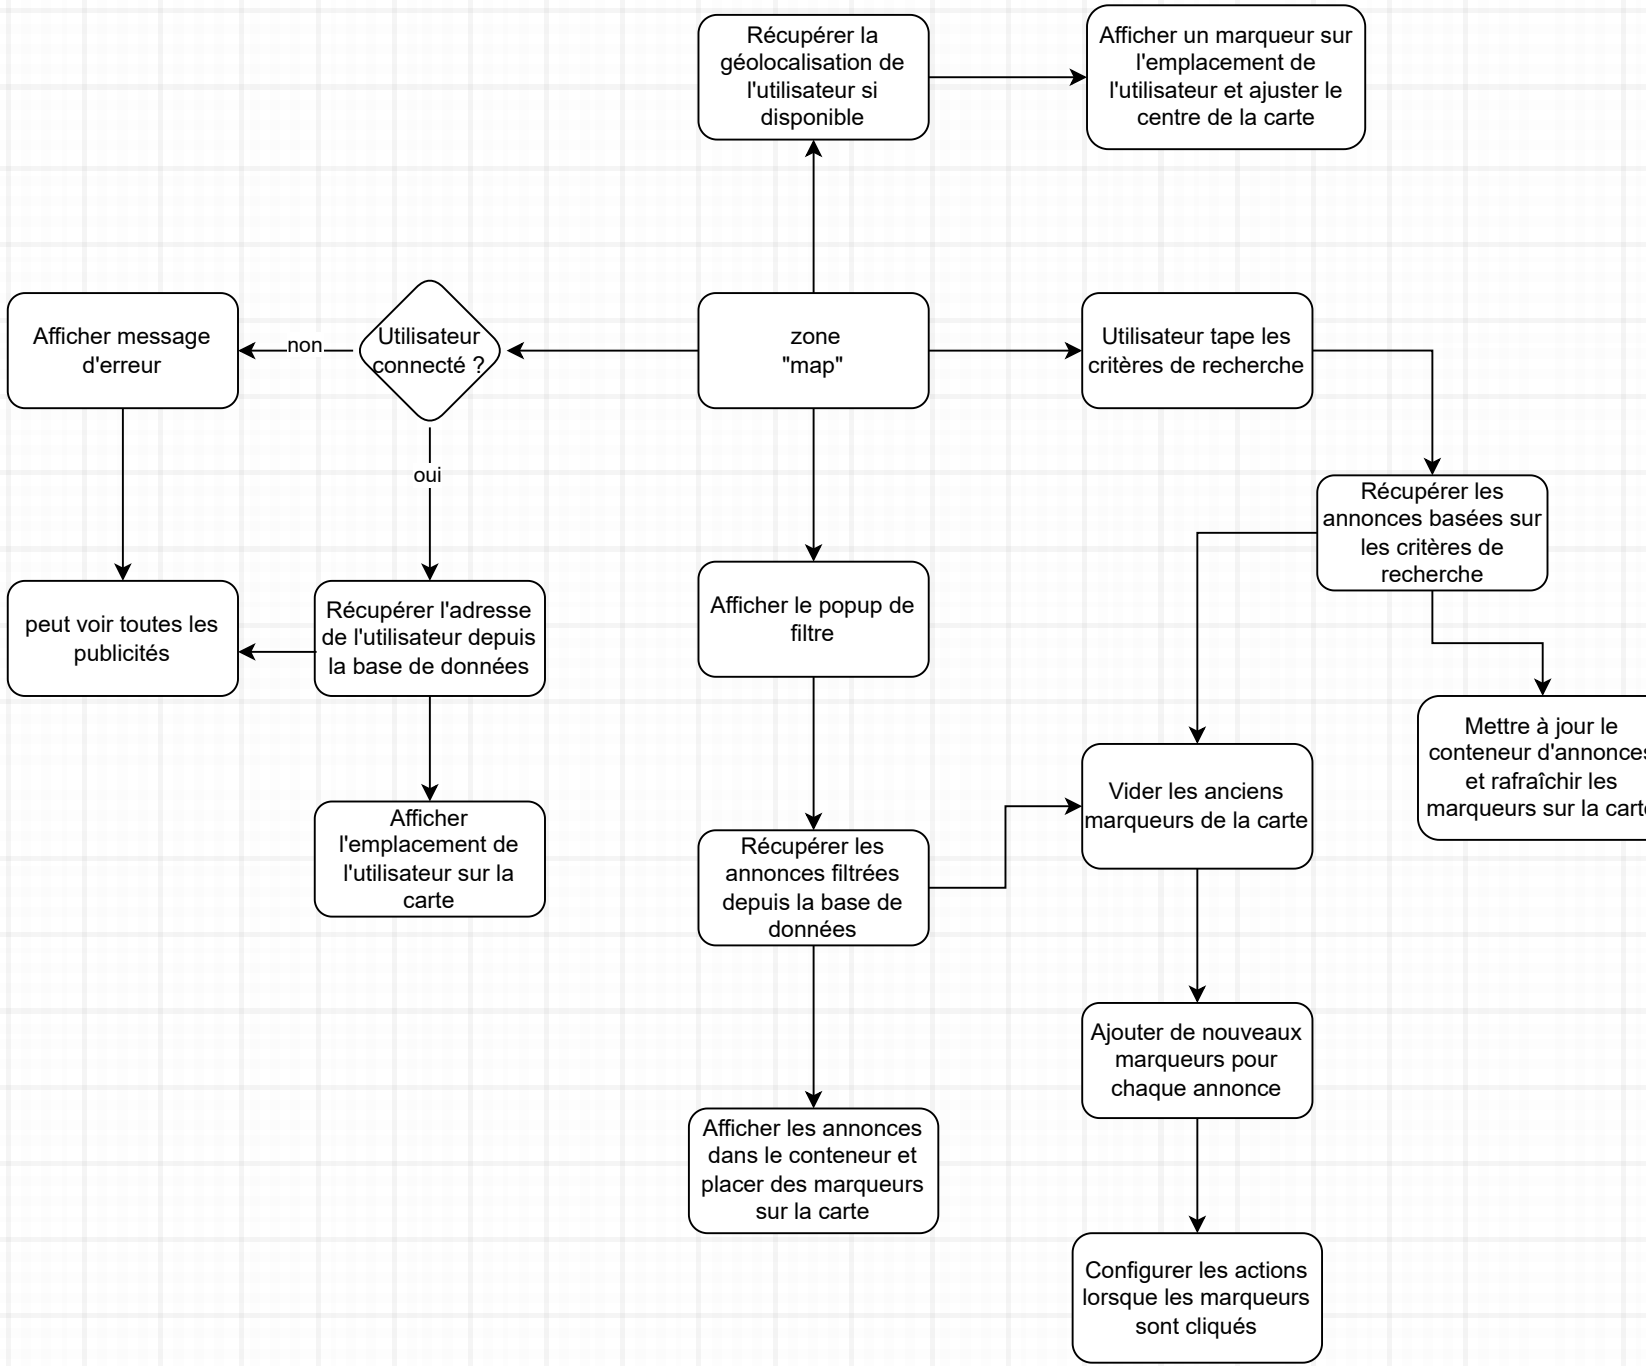 Récupérer la
géolocalisation de
l'utilisateur si
disponible
Afficher un marqueur sur
l'emplacement de
l'utilisateur et ajuster le
centre de la carte
Afficher message
d'erreur
non
Utilisateur
connecté ?
zone
"map"
Utilisateur tape les
critères de recherche
oui
Récupérer les
annonces basées sur
les critères de
recherche
peut voir toutes les
publicités
Récupérer l'adresse
de l'utilisateur depuis
la base de données
Afficher le popup de
filtre
Mettre à jour le
conteneur d'annonces
et rafraîchir les
marqueurs sur la carte
Vider les anciens
marqueurs de la carte
Afficher
l'emplacement de
l'utilisateur sur la
carte
Récupérer les
annonces filtrées
depuis la base de
données
Ajouter de nouveaux
marqueurs pour
chaque annonce
Afficher les annonces
dans le conteneur et
placer des marqueurs
sur la carte
Configurer les actions
lorsque les marqueurs
sont cliqués